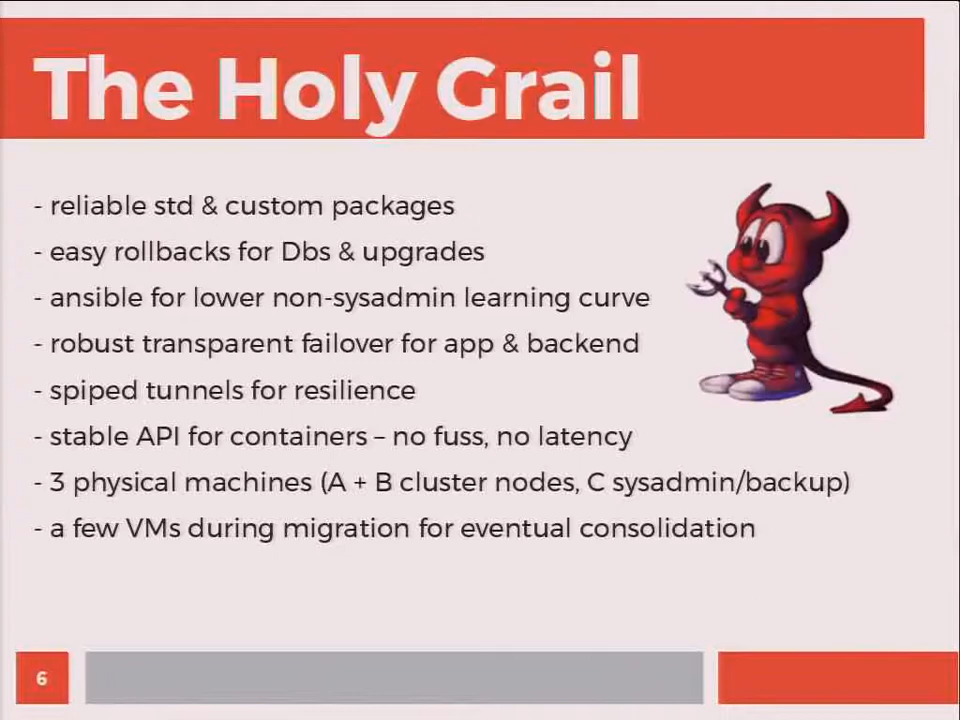 The Holy Grail
- reliable std & custom packages
- easy rollbacks for Dbs & upgrades
- ansible for lower non-sysadmin learning curve
- robust transparent failover for app & backend
- spiped tunnels for resilience
- stable API for containers – no fuss, no latency
- 3 physical machines (A + B cluster nodes, C sysadmin/backup)
- a few VMs during migration for eventual consolidation
6